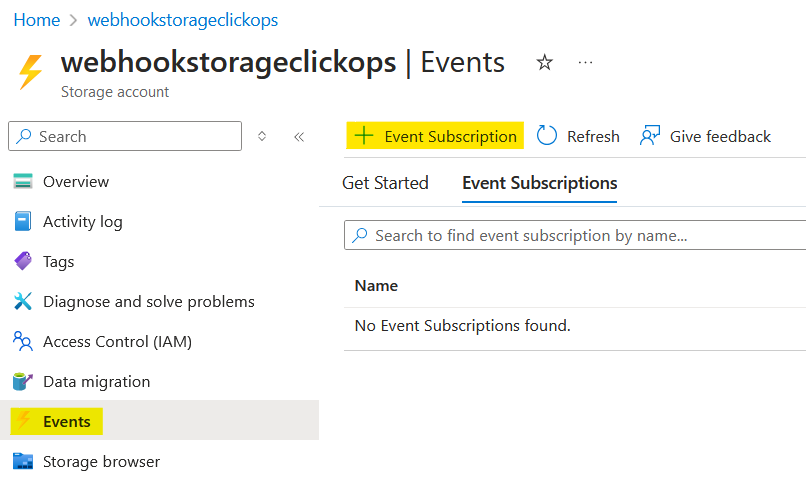 Home > webhookstorageclickops
webhookstorageclickops | Events
Storage account
Search
Overview
Activity log
Tags
Diagnose and solve problems
Access Control (IAM)
Data migration
Events
Storage browser
Event Subscription Refresh Give feedback
Get Started Event Subscriptions
Search to find event subscription by name...
Name
No Event Subscriptions found.